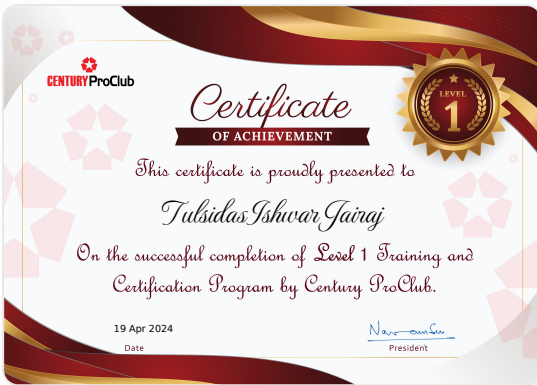 CENTURY ProClub
LEVEL
1
Certificate
OF ACHIEVEMENT
This certificate is proudly presented to
Tulsidas Ishwar Jairaj
On the successful completion of Level 1 Training and
Certification Program by Century ProClub.
19 Apr 2024
Date
President